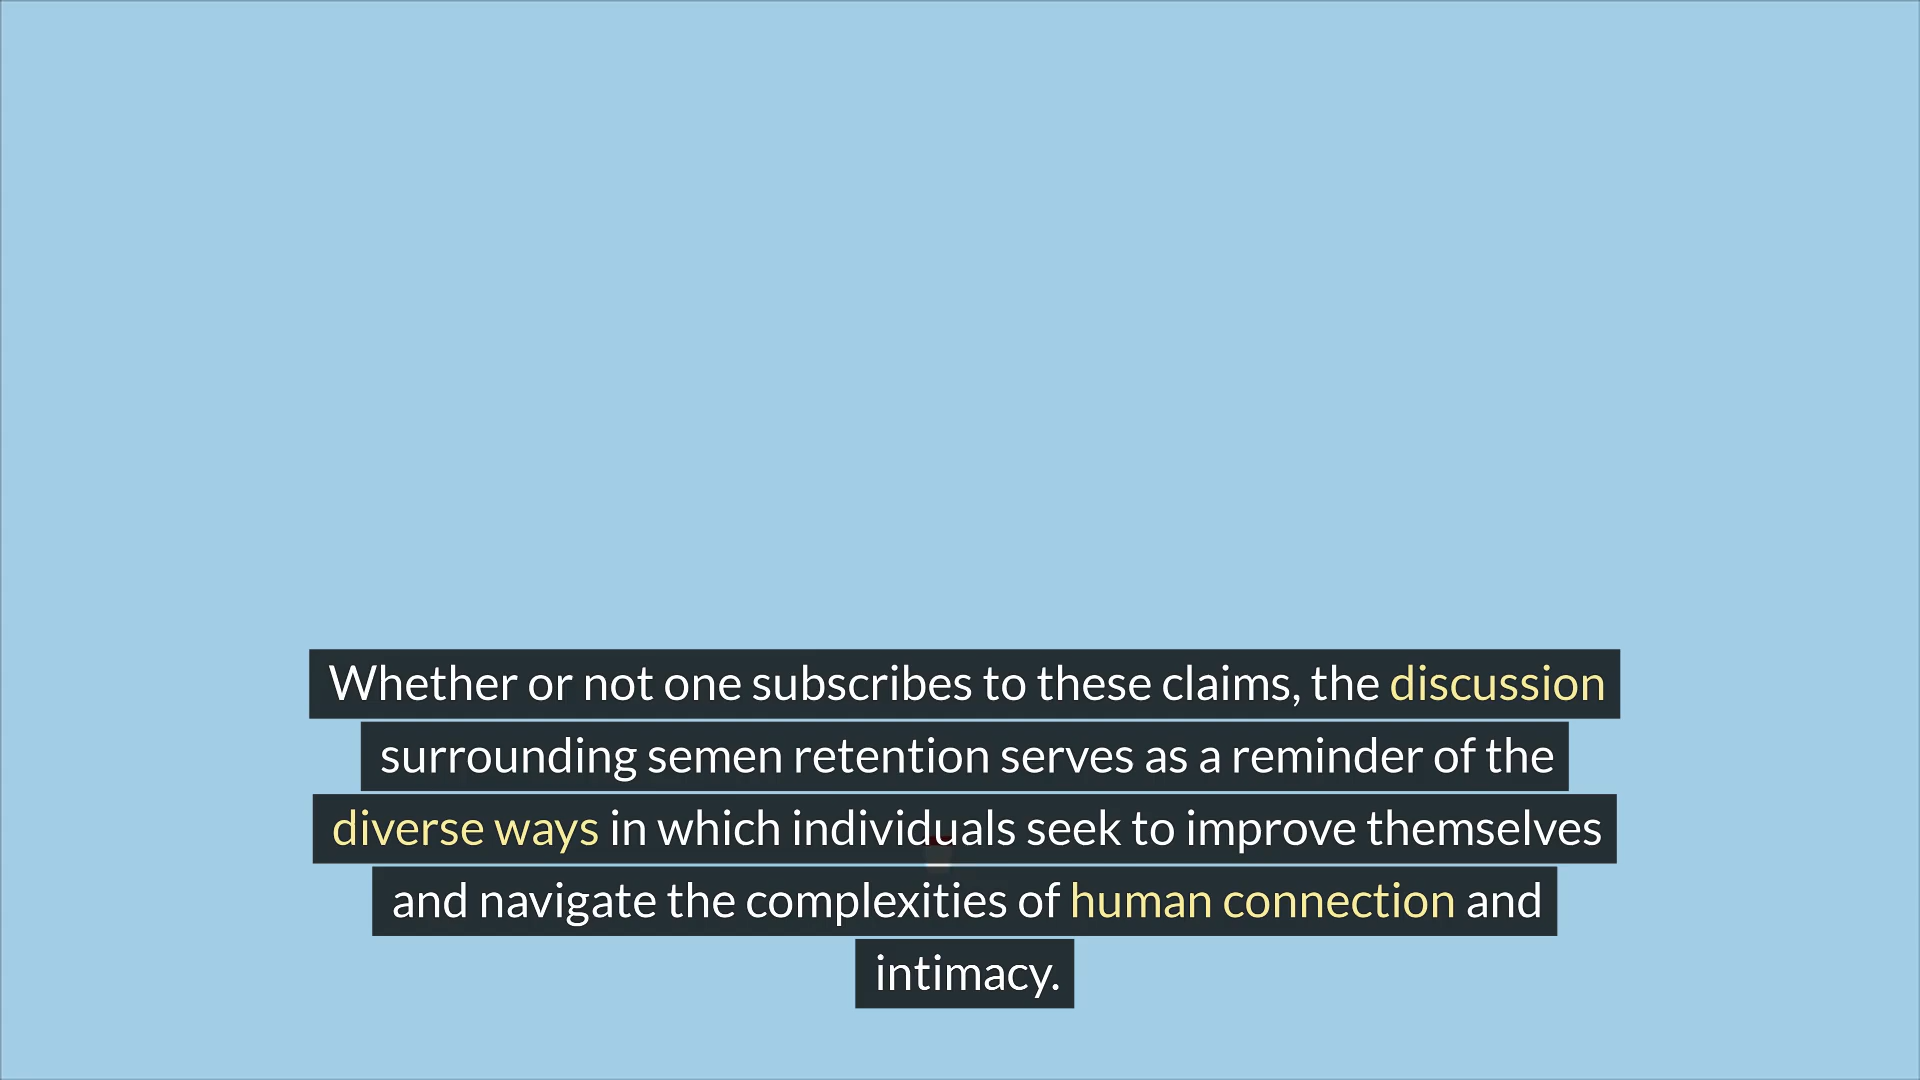 Whether or not one subscribes to these claims, the discussion
surrounding semen retention serves as a reminder of the
diverse ways in which individuals seek to improve themselves
and navigate the complexities of human connection and
intimacy.